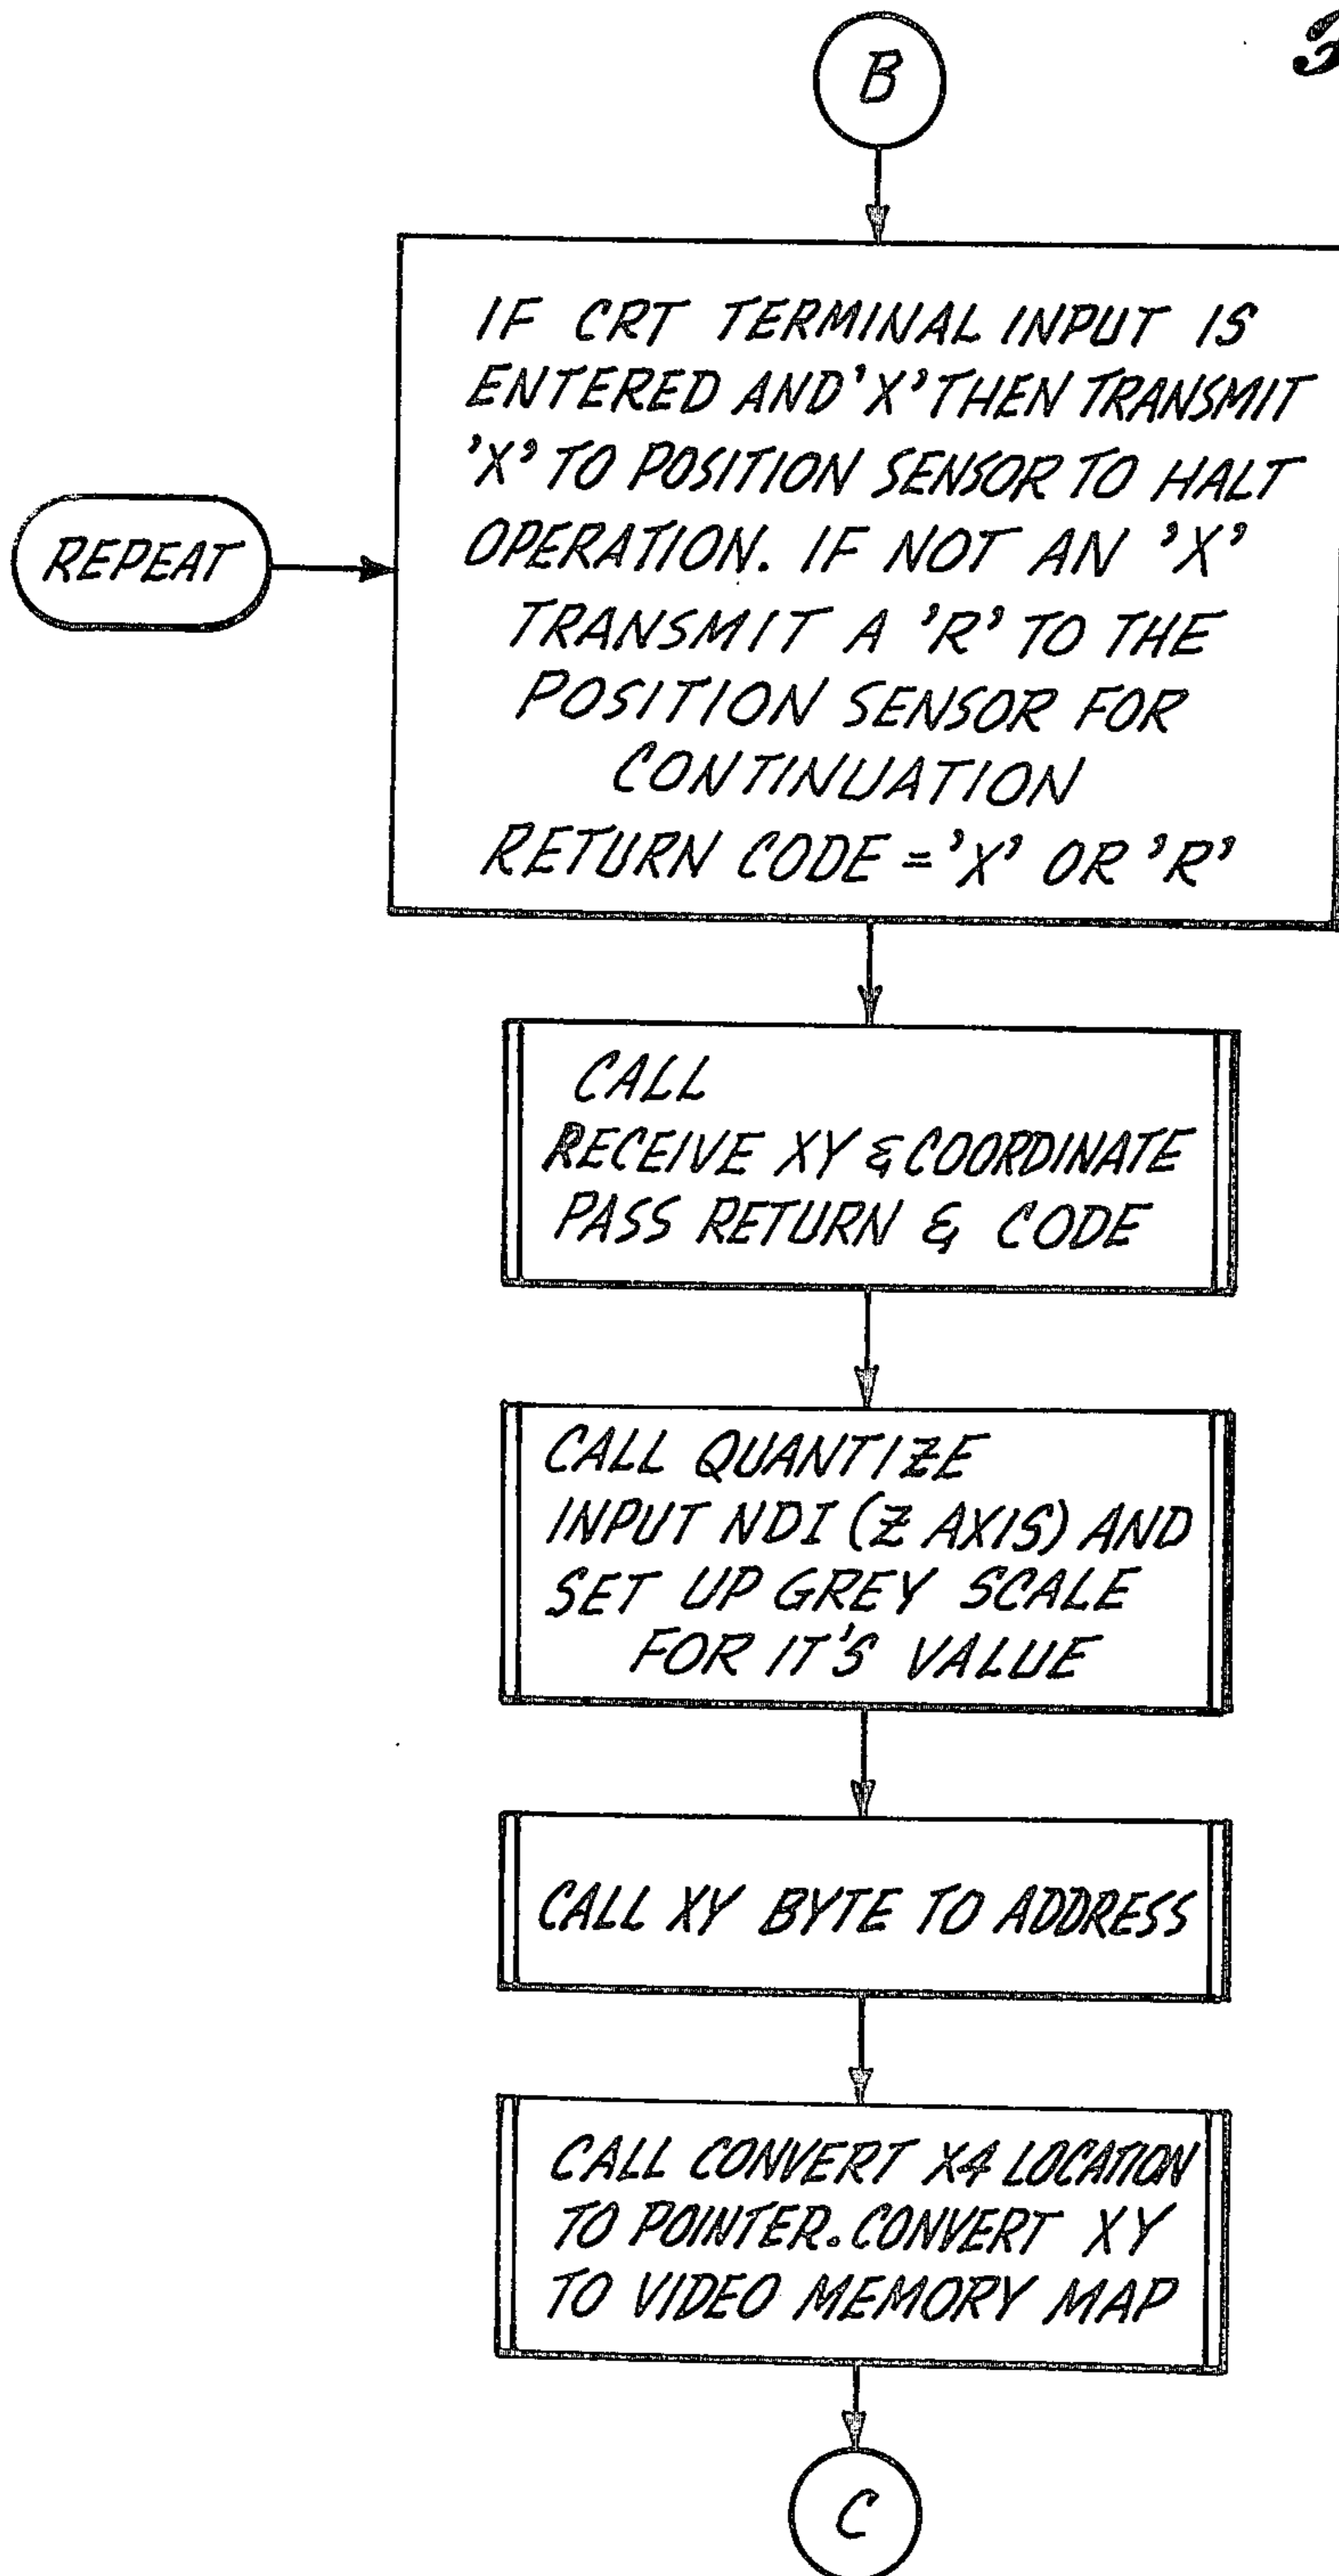 B
IF CRT TERMINAL INPUT IS
ENTERED AND 'X' THEN TRANSMIT
'X' TO POSITION SENSOR TO HALT
OPERATION. IF NOT AN 'X'
TRANSMIT A 'R' TO THE
POSITION SENSOR FOR
CONTINUATION
RETURN CODE = 'X' OR 'R'
REPEAT
CALL
RECEIVE XY & COORDINATE
PASS RETURN & CODE
CALL QUANTIZE
INPUT NDI (Z AXIS) AND
SET UP GREY SCALE
FOR IT'S VALUE
CALL XY BYTE TO ADDRESS
CALL CONVERT X4 LOCATION
TO POINTER. CONVERT XY
TO VIDEO MEMORY MAP
C